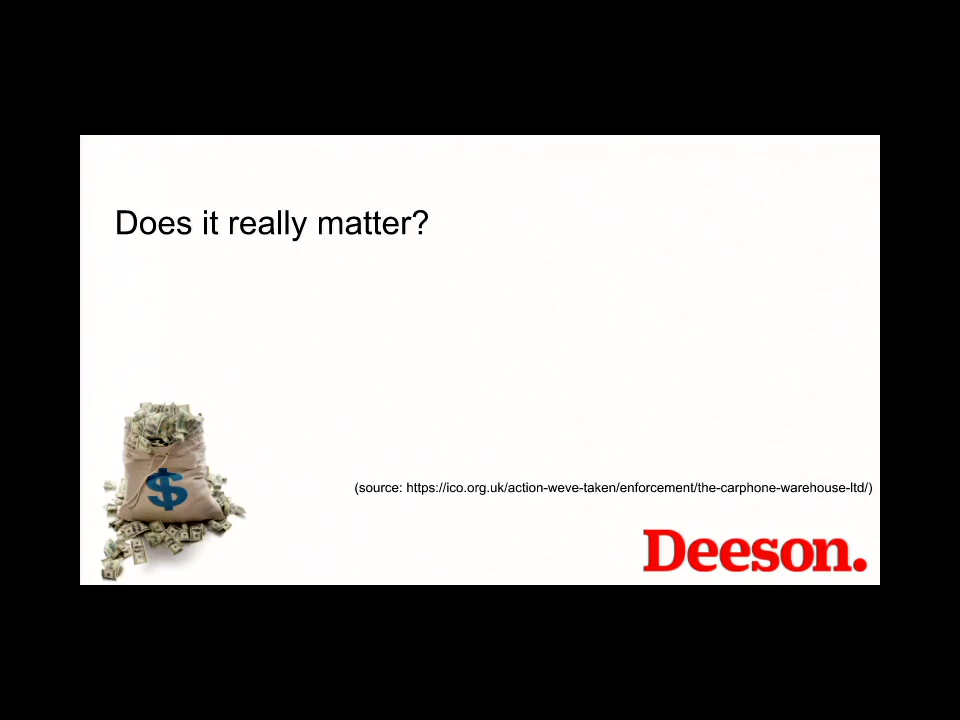 Does it really matter?
$
(source: https://ico.org.uk/action-weve-taken/enforcement/the-carphone-warehouse-ltd/)
Deeson.